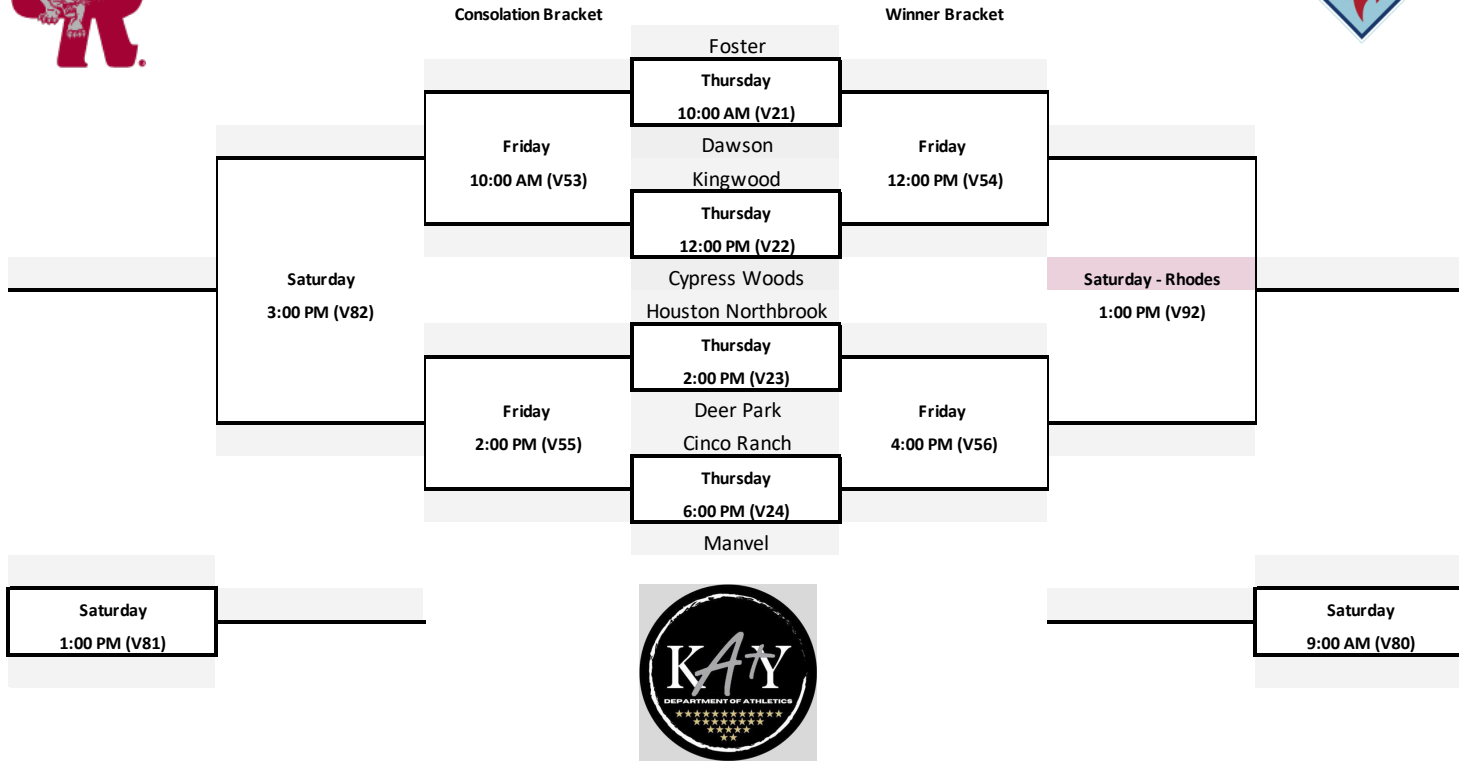 Consolation Bracket
Winner Bracket
Foster
Thursday
10:00 AM (V21)
Friday
Dawson
Friday
10:00 AM (V53)
Kingwood
12:00 PM (V54)
Thursday
12:00 PM (V22)
Saturday
Cypress Woods
Saturday - Rhodes
3:00 PM (V82)
Houston Northbrook
1:00 PM (V92)
Thursday
2:00 PM (V23)
Friday
Deer Park
Friday
2:00 PM (V55)
Cinco Ranch
4:00 PM (V56)
Thursday
6:00 PM (V24)
Manvel
Saturday
Saturday
1:00 PM (V81)
9:00 AM (V80)
KATY
DEPARTMENT OF ATHLETICS
R